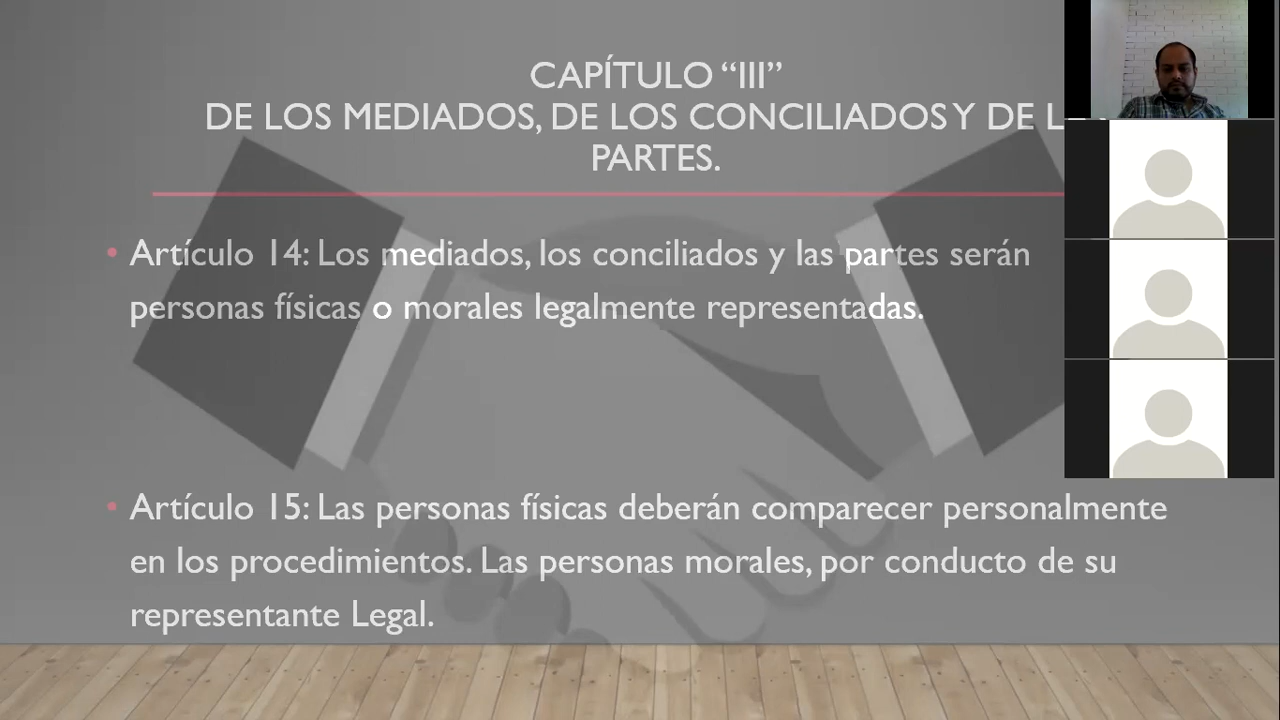 CAPÍTULO “III”
DE LOS MEDIADOS, DE LOS CONCILIADOS Y DE
PARTES.
• Artículo 14: Los mediados, los conciliados y las partes serán
personas físicas o morales legalmente representadas.
• Artículo 15: Las personas físicas deberán comparecer personalmente
en los procedimientos. Las personas morales, por conducto de su
representante Legal.